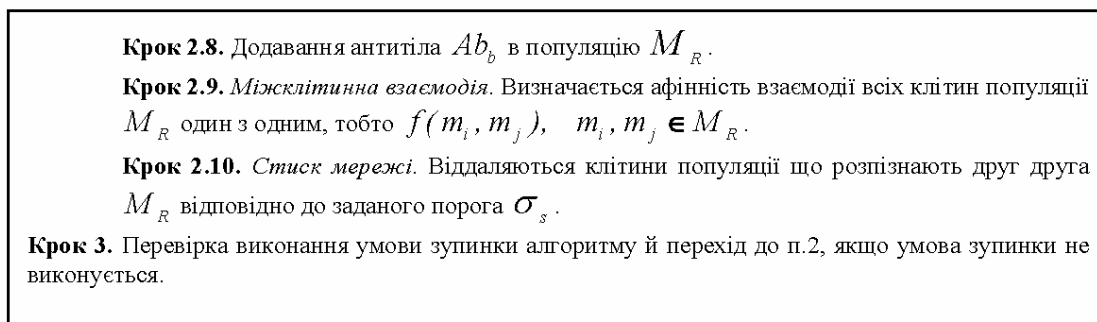 Крок 2.8. Додавання антитіла Ab_b в популяцію M_R .
Крок 2.9. Міжклітинна взаємодія. Визначається афінність взаємодії всіх клітин популяції
M_R один з одним, тобто f(m_i, m_j), m_i, m_j ∈ M_R .
Крок 2.10. Стиск мережі. Віддаляються клітини популяції що розпізнають друг друга
M_R відповідно до заданого порога σ_s .
Крок 3. Перевірка виконання умови зупинки алгоритму й перехід до п.2, якщо умова зупинки не
виконується.